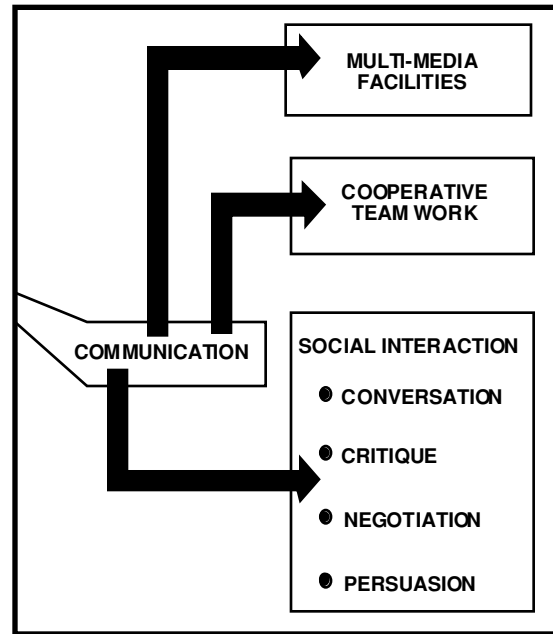 MULTI-MEDIA
FACILITIES
COOPERATIVE
TEAM WORK
COMMUNICATION
SOCIAL INTERACTION
CONVERSATION
CRITIQUE
NEGOTIATION
PERSUASION